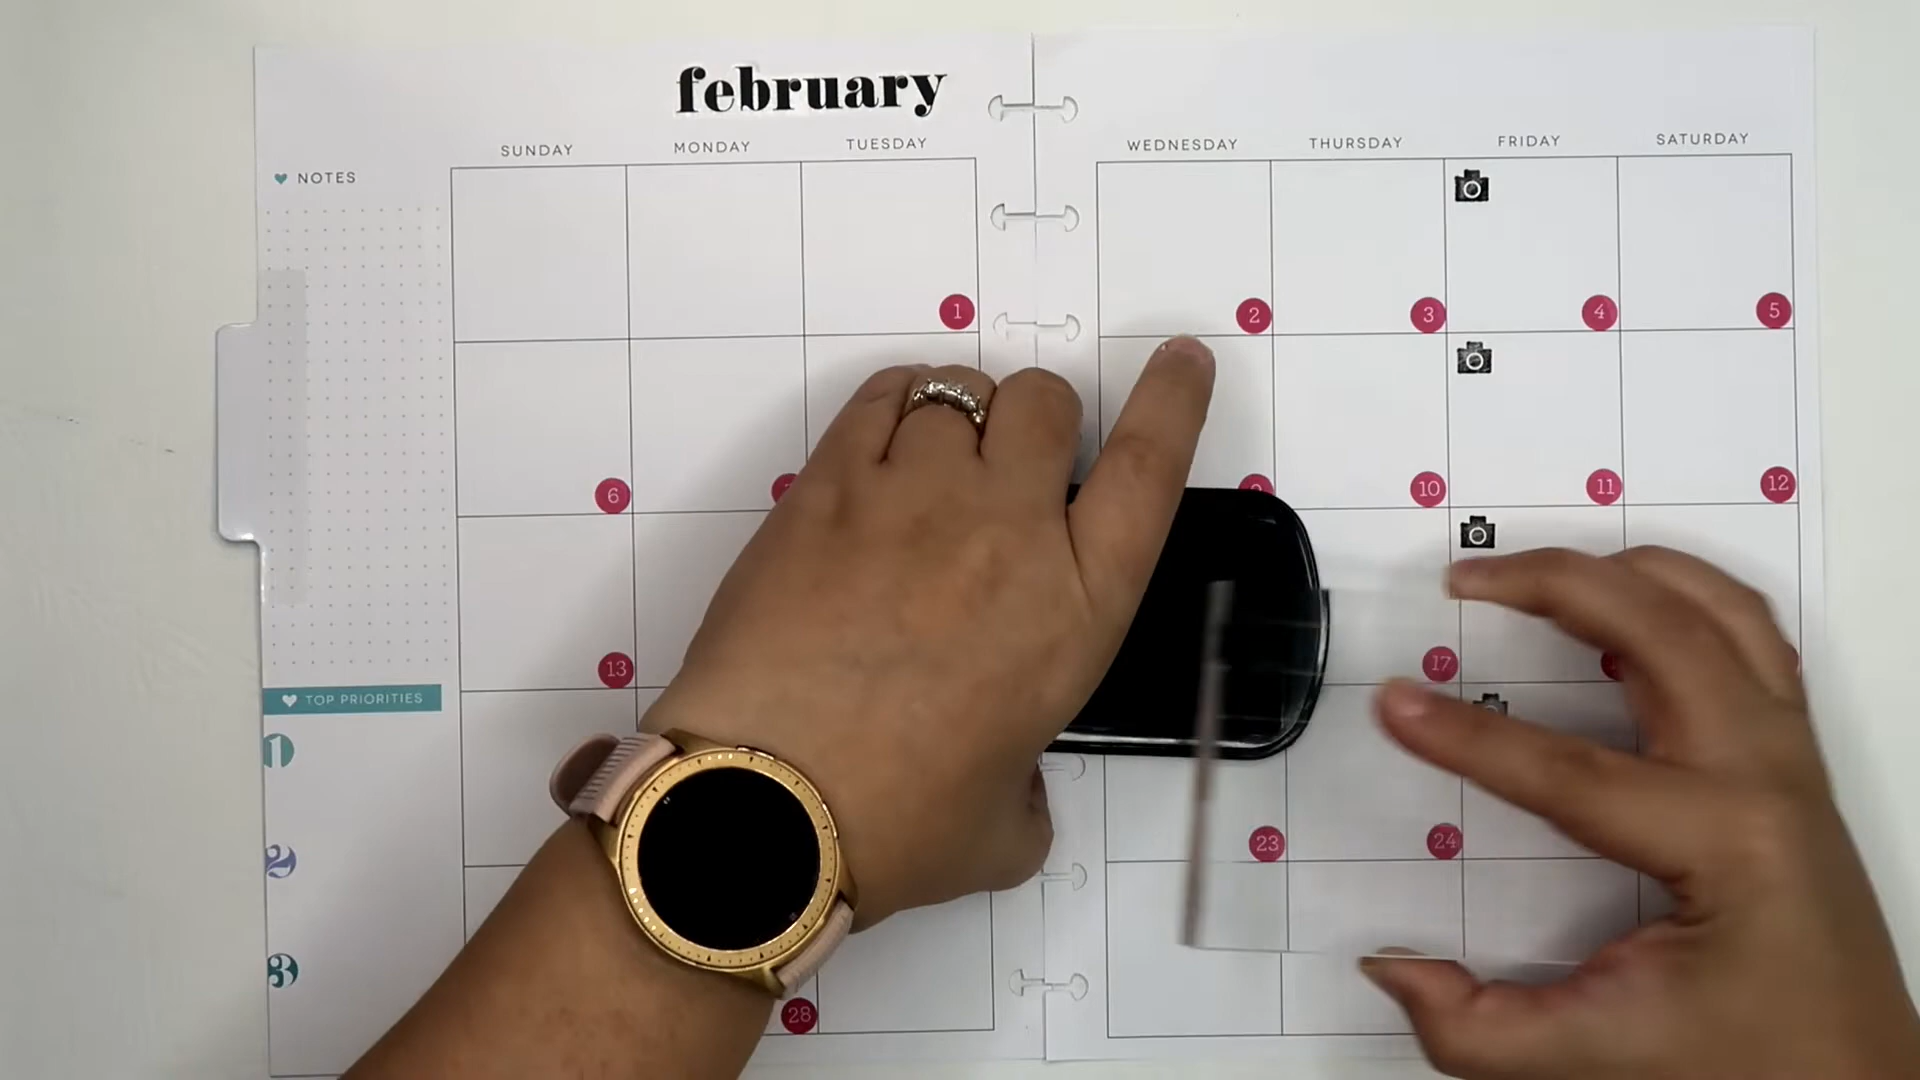 february
SUNDAY MONDAY TUESDAY WEDNESDAY THURSDAY FRIDAY SATURDAY
NOTES
1 2 3 4 5
6 9 10 11 12
13 17
TOP PRIORITIES
1
23 24
2
3
28